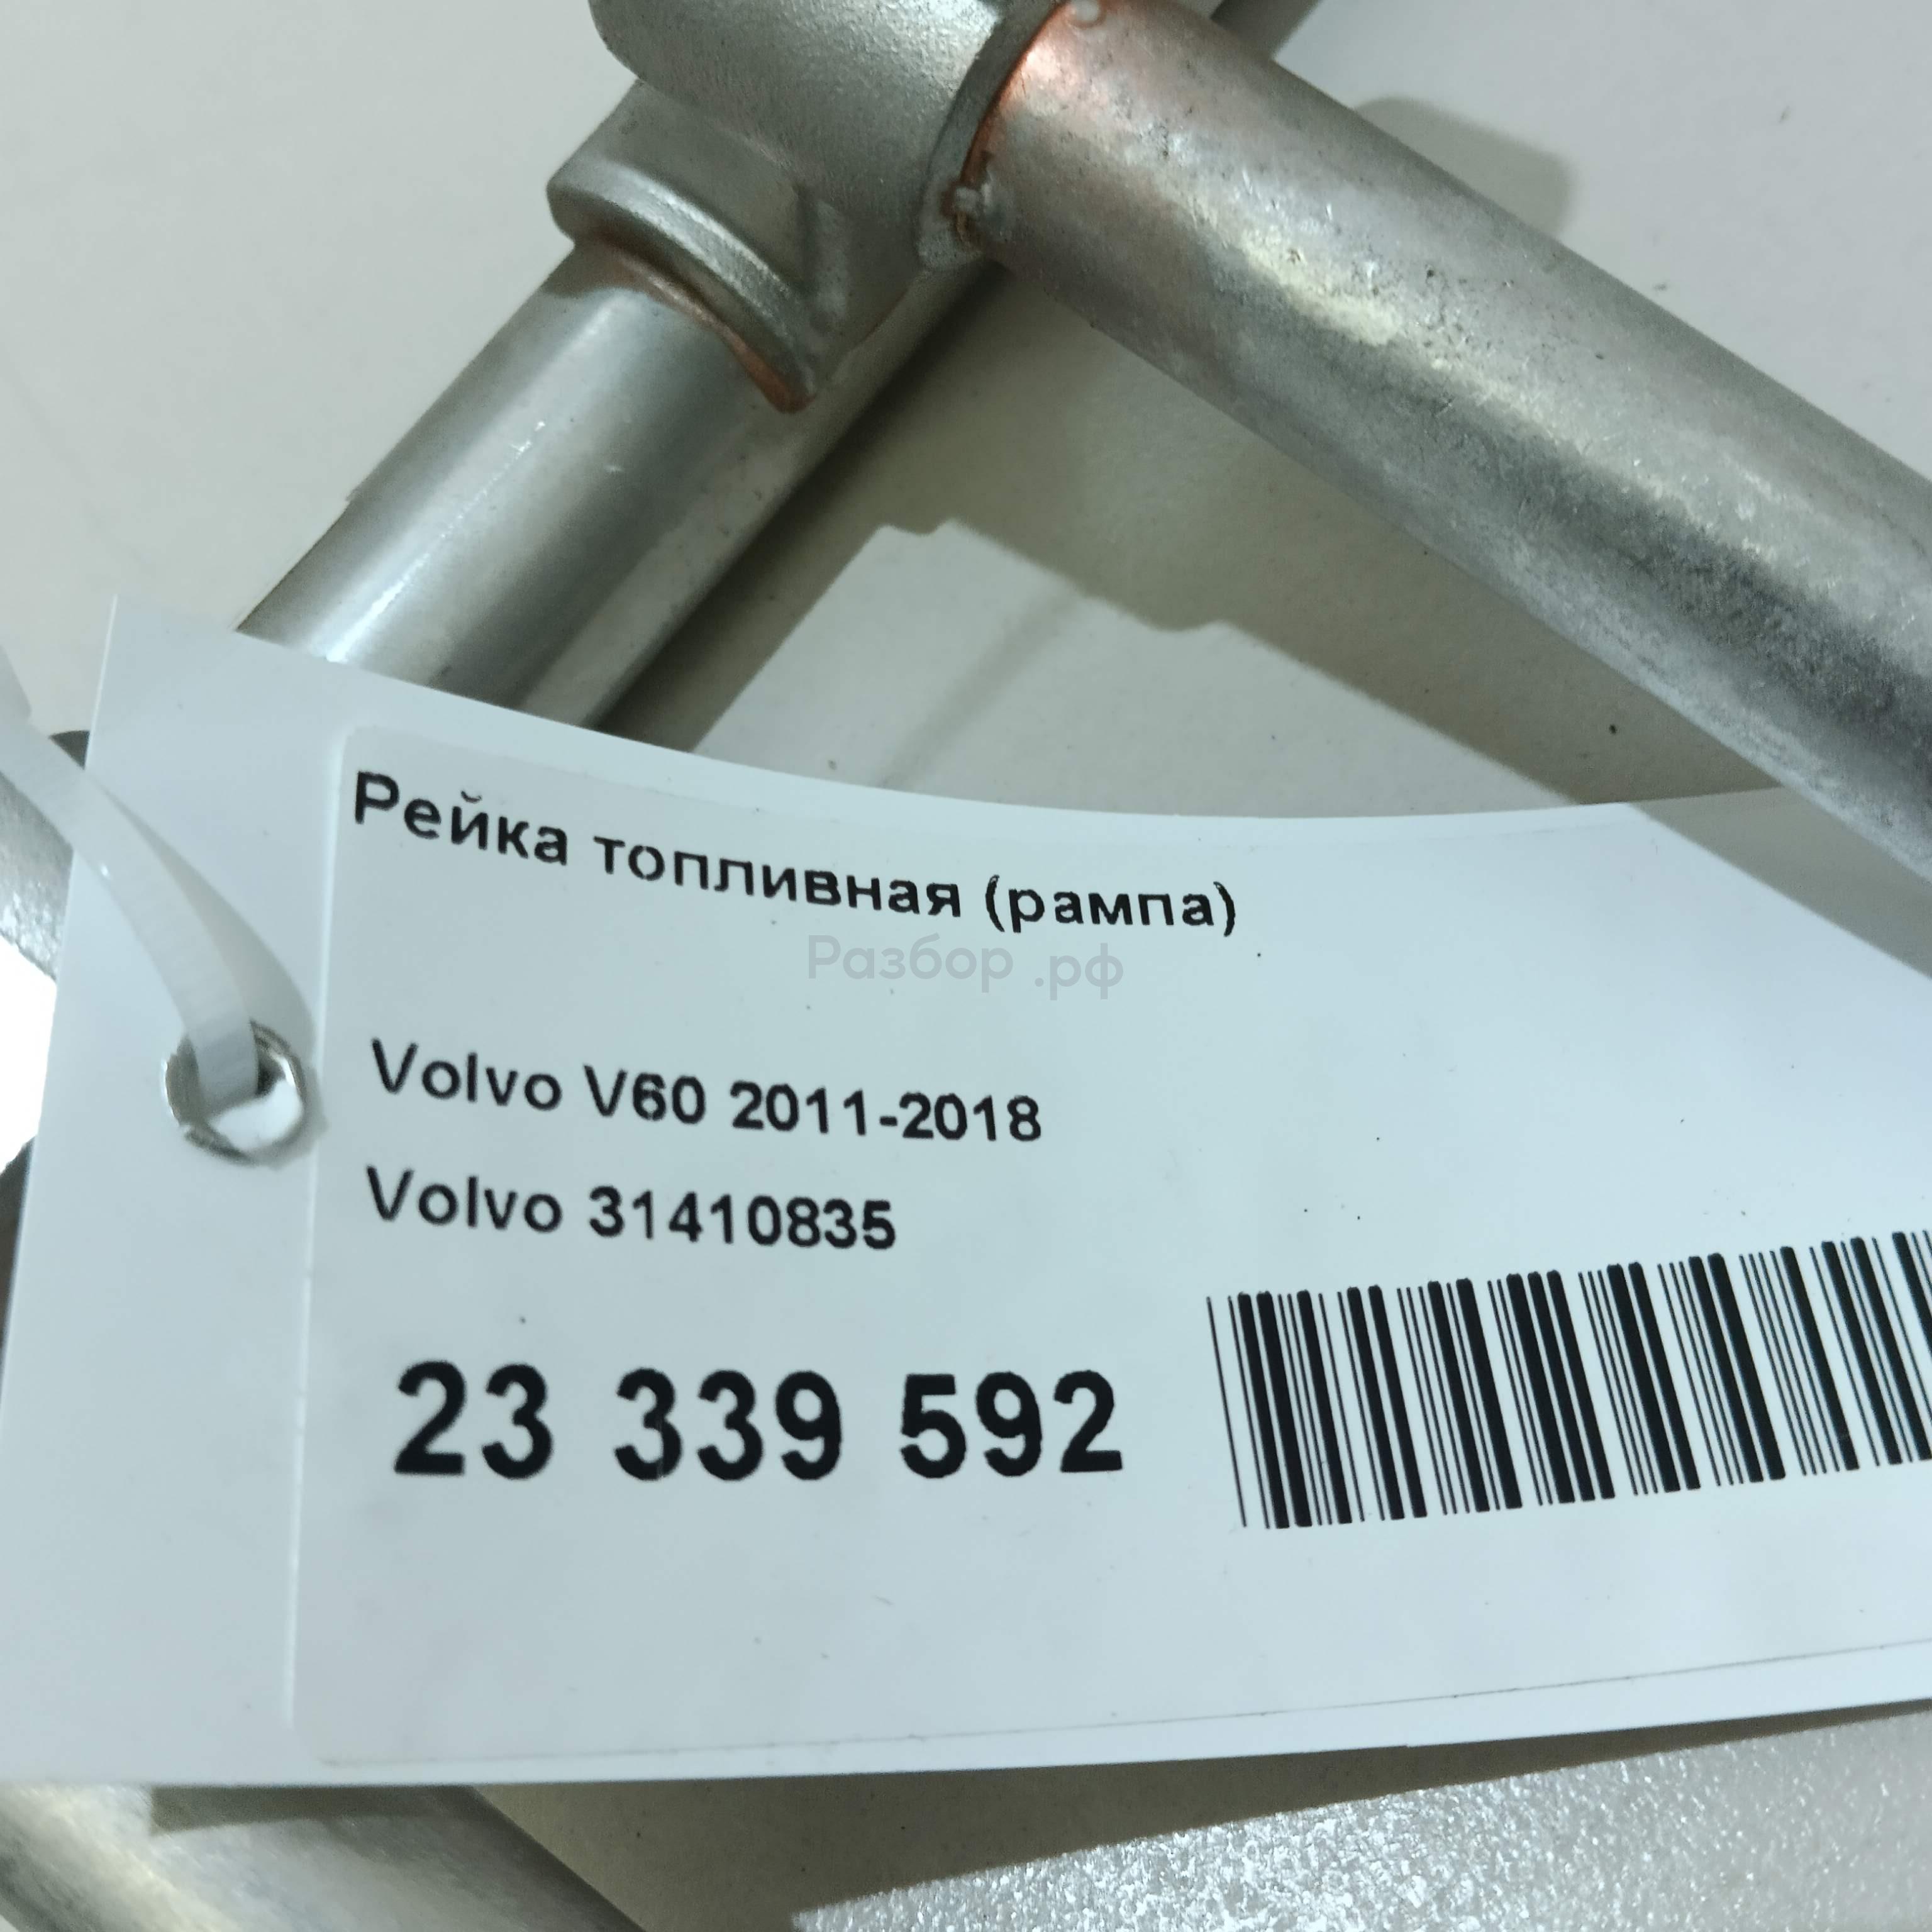 Рейка топливная (рампа)
Разбор .рф
Volvo V60 2011-2018
Volvo 31410835
23 339 592